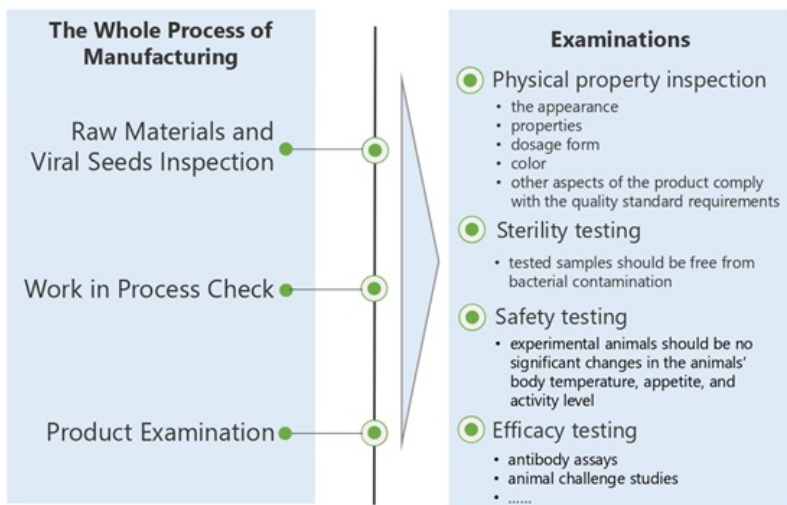 The Whole Process of
Manufacturing
Raw Materials and
Viral Seeds Inspection
Work in Process Check
Product Examination
Examinations
Physical property inspection
• the appearance
• properties
• dosage form
• color
• other aspects of the product comply
with the quality standard requirements
Sterility testing
• tested samples should be free from
bacterial contamination
Safety testing
• experimental animals should be no
significant changes in the animals'
body temperature, appetite, and
activity level
Efficacy testing
• antibody assays
• animal challenge studies
• ......